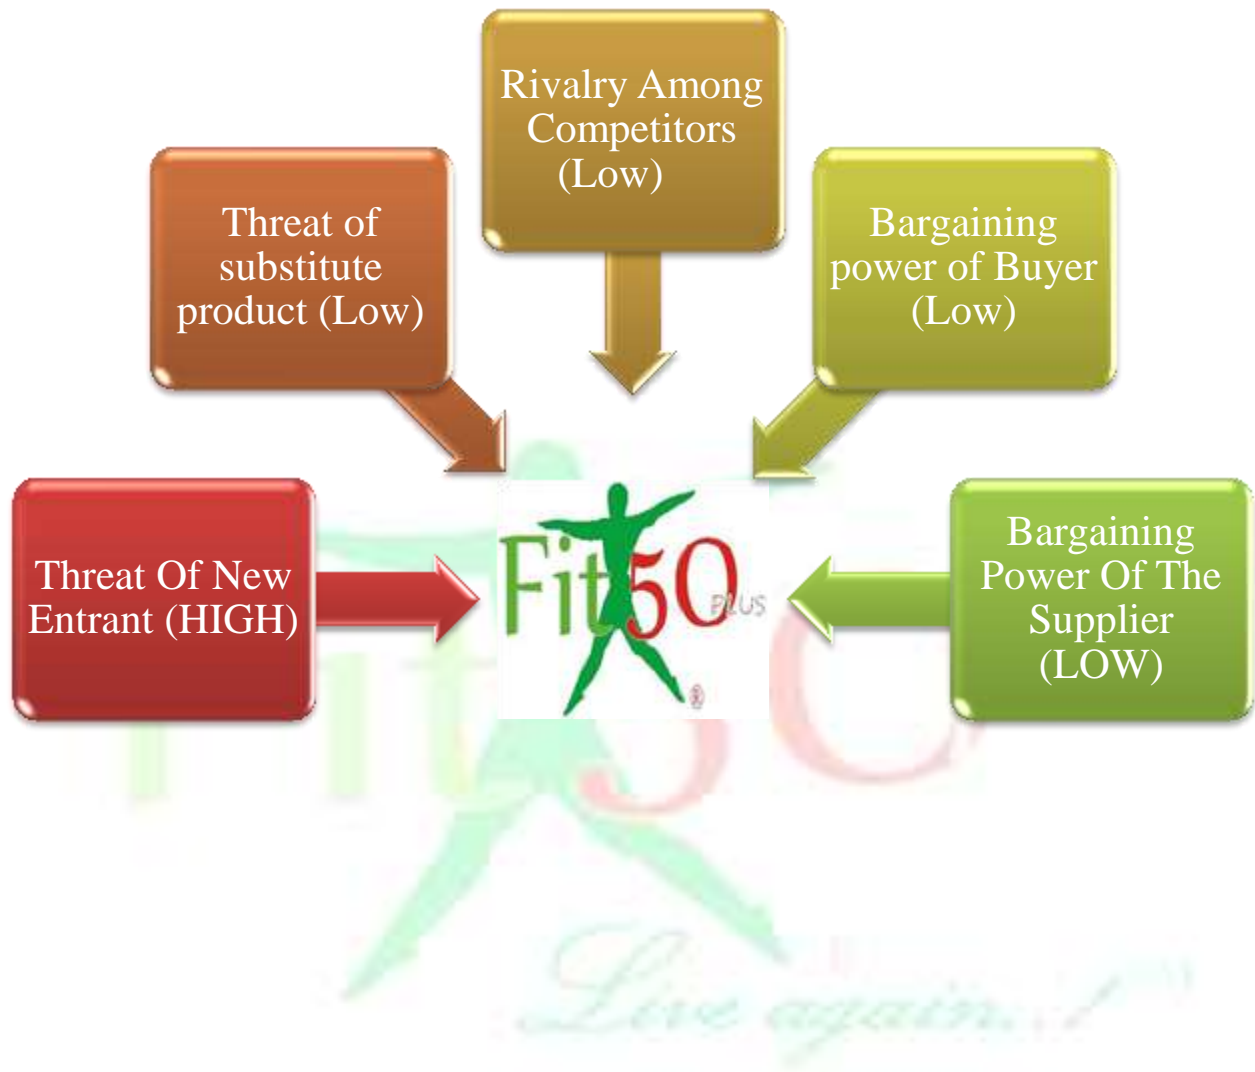 Rivalry Among
Competitors
(Low)
Threat of
substitute
product (Low)
Bargaining
power of Buyer
(Low)
Threat Of New
Entrant (HIGH)
Bargaining
Power Of The
Supplier
(LOW)
Fit50
PLUS
®
Fit50
Live again...!